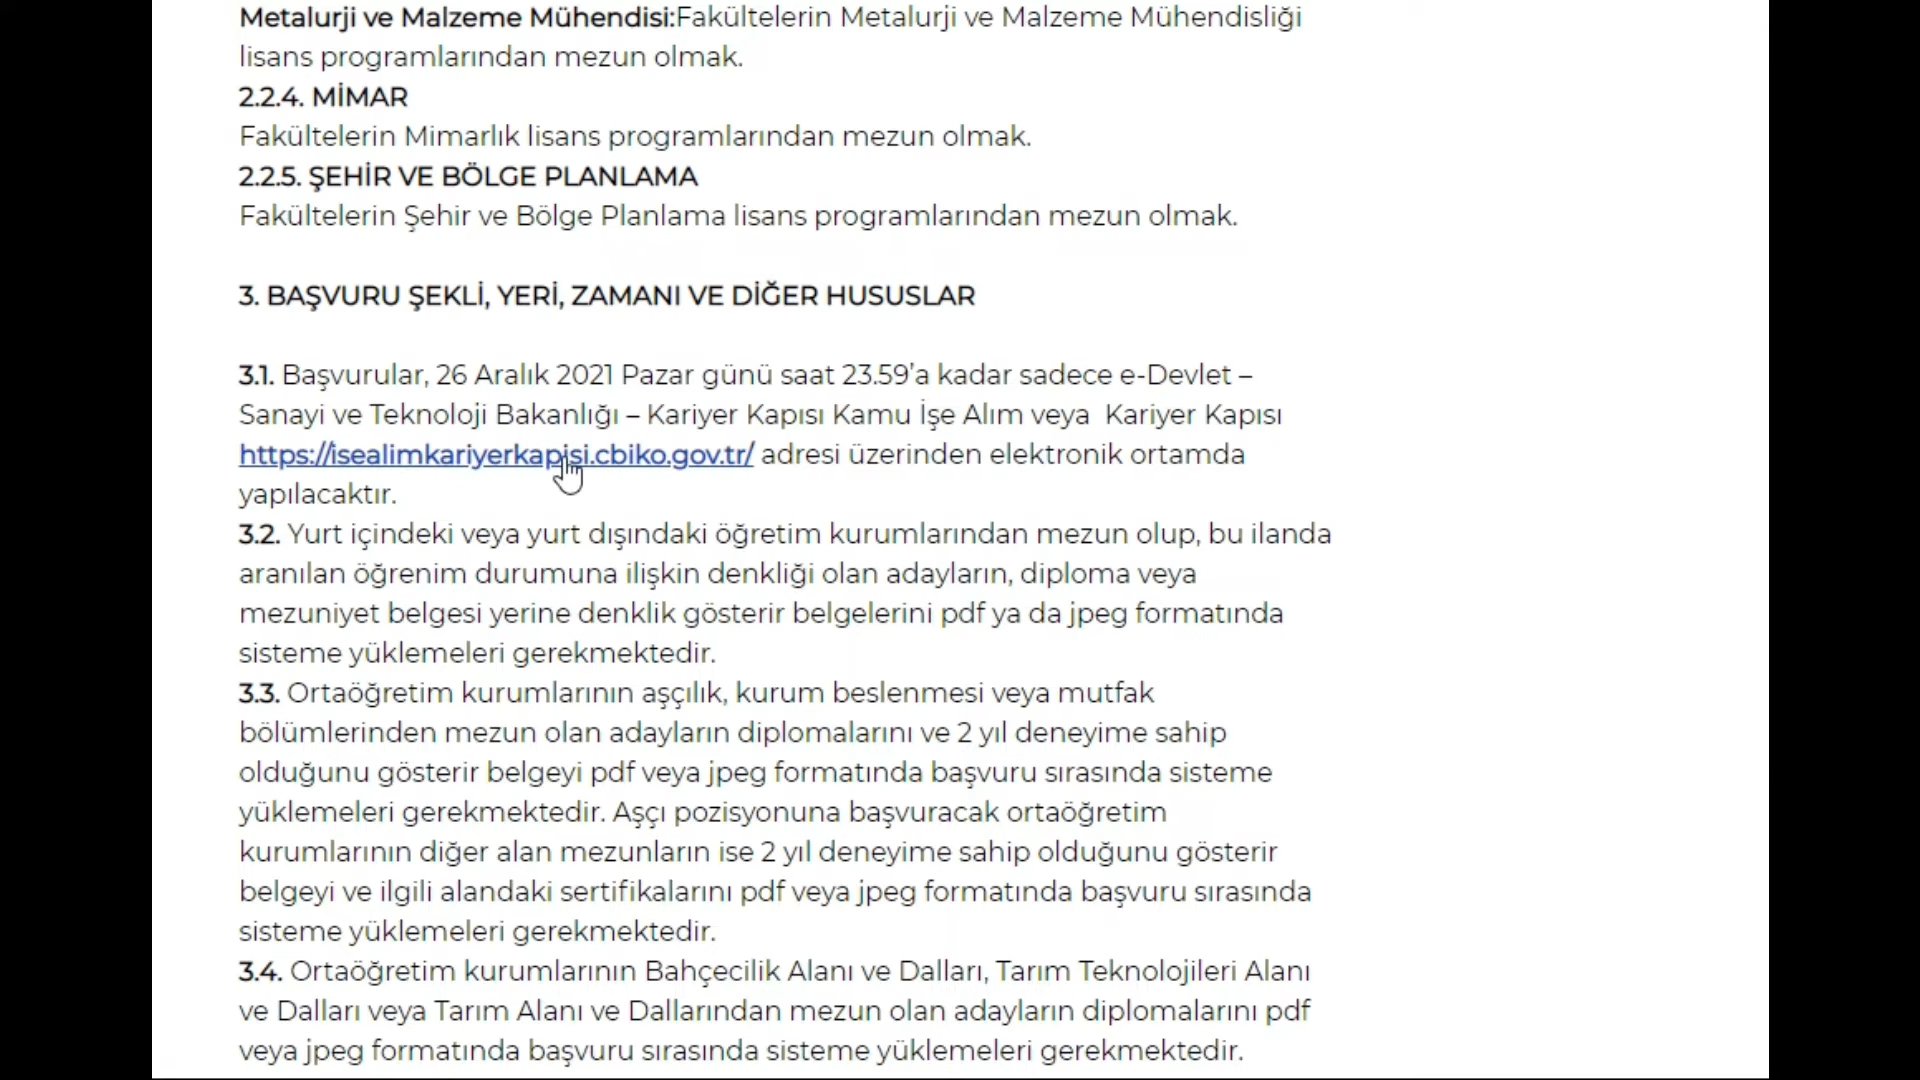 Metalurji ve Malzeme Mühendisi:Fakültelerin Metalurji ve Malzeme Mühendisliği
lisans programlarından mezun olmak.
2.2.4. MİMAR
Fakültelerin Mimarlık lisans programlarından mezun olmak.
2.2.5. ŞEHİR VE BÖLGE PLANLAMA
Fakültelerin Şehir ve Bölge Planlama lisans programlarından mezun olmak.
3. BAŞVURU ŞEKLİ, YERİ, ZAMANI VE DİĞER HUSUSLAR
3.1. Başvurular, 26 Aralık 2021 Pazar günü saat 23.59’a kadar sadece e-Devlet –
Sanayi ve Teknoloji Bakanlığı – Kariyer Kapısı Kamu İşe Alım veya Kariyer Kapısı
https://isealimkariyerkapisi.cbiko.gov.tr/ adresi üzerinden elektronik ortamda
yapılacaktır.
3.2. Yurt içindeki veya yurt dışındaki öğretim kurumlarından mezun olup, bu ilanda
aranılan öğrenim durumuna ilişkin denkliği olan adayların, diploma veya
mezuniyet belgesi yerine denklik gösterir belgelerini pdf ya da jpeg formatında
sisteme yüklemeleri gerekmektedir.
3.3. Ortaöğretim kurumlarının aşçılık, kurum beslenmesi veya mutfak
bölümlerinden mezun olan adayların diplomalarını ve 2 yıl deneyime sahip
olduğunu gösterir belgeyi pdf veya jpeg formatında başvuru sırasında sisteme
yüklemeleri gerekmektedir. Aşçı pozisyonuna başvuracak ortaöğretim
kurumlarının diğer alan mezunların ise 2 yıl deneyime sahip olduğunu gösterir
belgeyi ve ilgili alandaki sertifikalarını pdf veya jpeg formatında başvuru sırasında
sisteme yüklemeleri gerekmektedir.
3.4. Ortaöğretim kurumlarının Bahçecilik Alanı ve Dalları, Tarım Teknolojileri Alanı
ve Dalları veya Tarım Alanı ve Dallarından mezun olan adayların diplomalarını pdf
veya jpeg formatında başvuru sırasında sisteme yüklemeleri gerekmektedir.